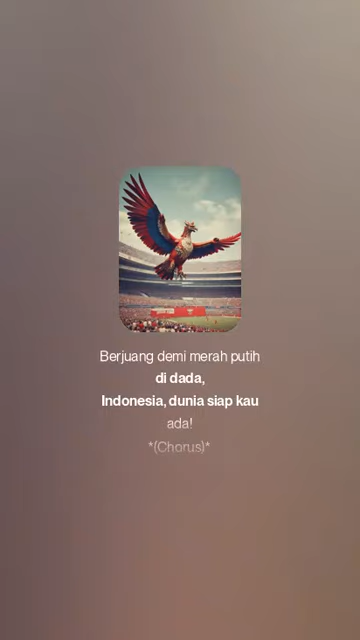 Berjuang demi merah putih
di dada,
Indonesia, dunia siap kau
ada!
*(Chorus)*